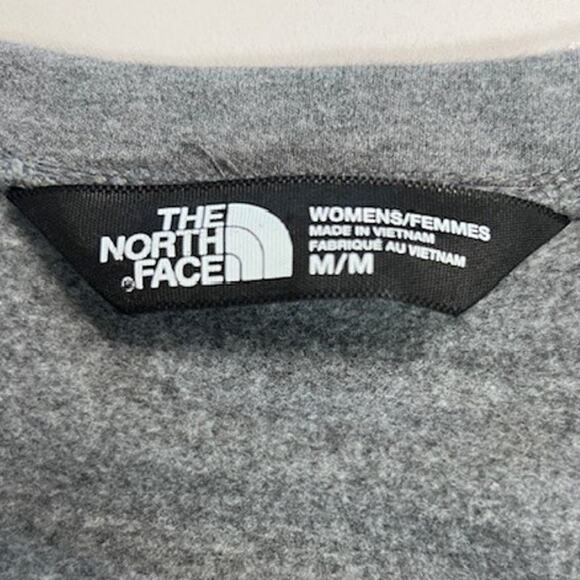 THE
NORTH
FACE
WOMENS/FEMMES
MADE IN VIETNAM
FABRIQUÉ AU VIETNAM
M/M